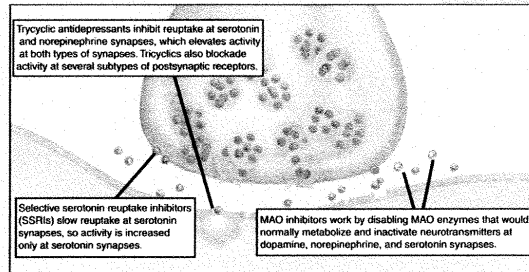 Trycyclic antidepressants inhibit reuptake at serotonin
and norepinephrine synapses, which elevates activity
at both types of synapses. Tricyclics also blockade
activity at several subtypes of postsynaptic receptors.
Selective serotonin reuptake inhibitors
(SSRIs) slow reuptake at serotonin
synapses, so activity is increased
only at serotonin synapses.
MAO inhibitors work by disabling MAO enzymes that would
normally metabolize and inactivate neurotransmitters at
dopamine, norepinephrine, and serotonin synapses.